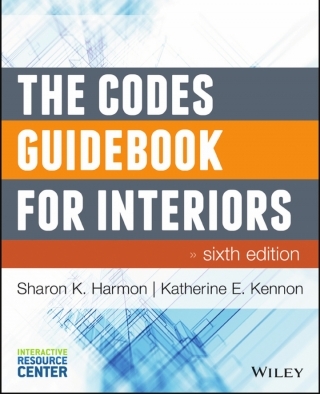 THE CODES
GUIDEBOOK
FOR INTERIORS
» sixth edition
Sharon K. Harmon | Katherine E. Kennon
INTERACTIVE
RESOURCE
CENTER
WILEY